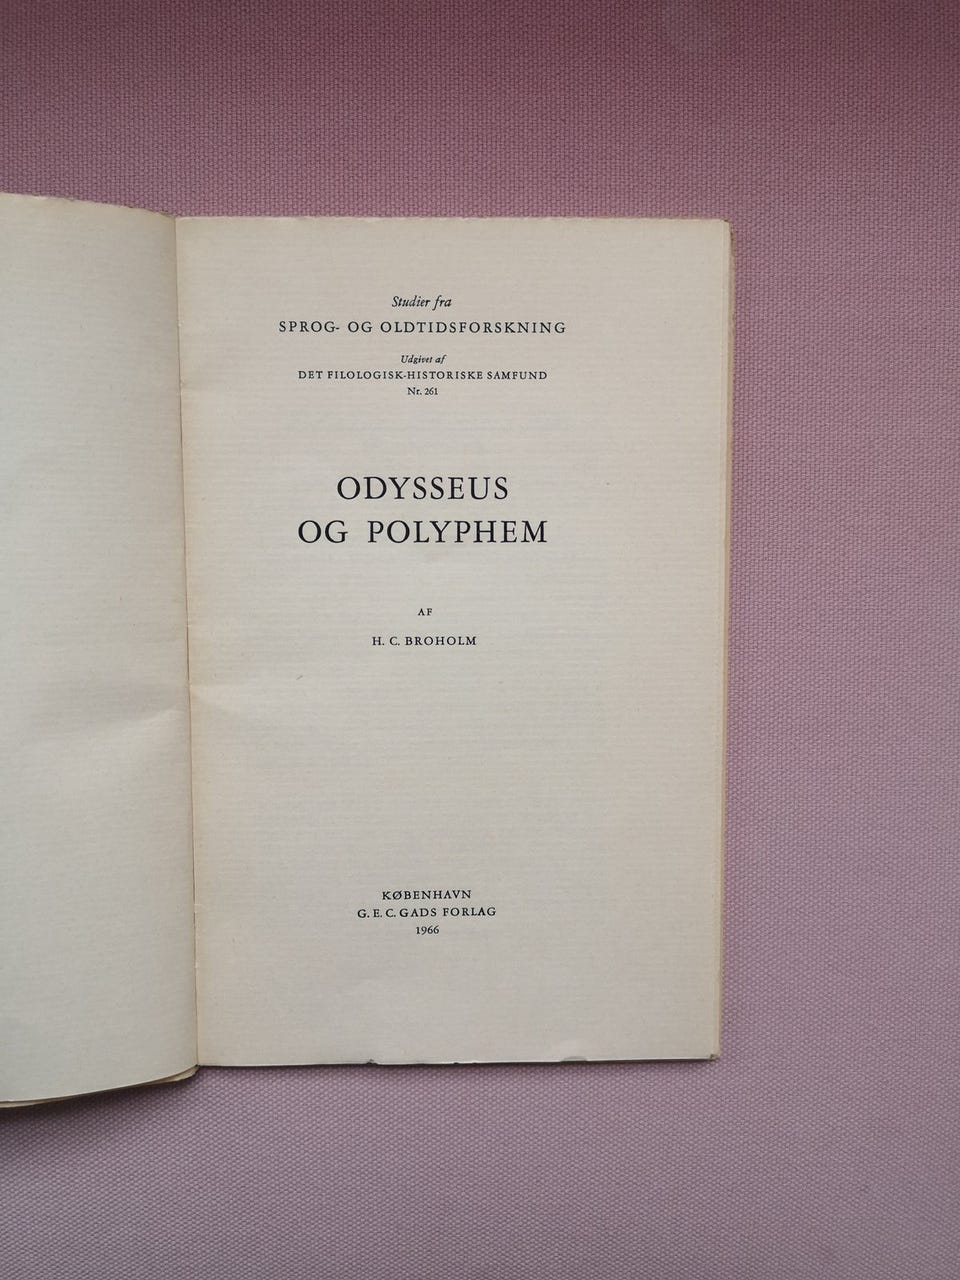 Studier fra
SPROG- OG OLDTIDSFORSKNING
Udgivet af
DET FILOLOGISK-HISTORISKE SAMFUND
Nr. 261
ODYSSEUS
OG POLYPHEM
AF
H. C. BROHOLM
KØBENHAVN
G. E. C. GADS FORLAG
1966